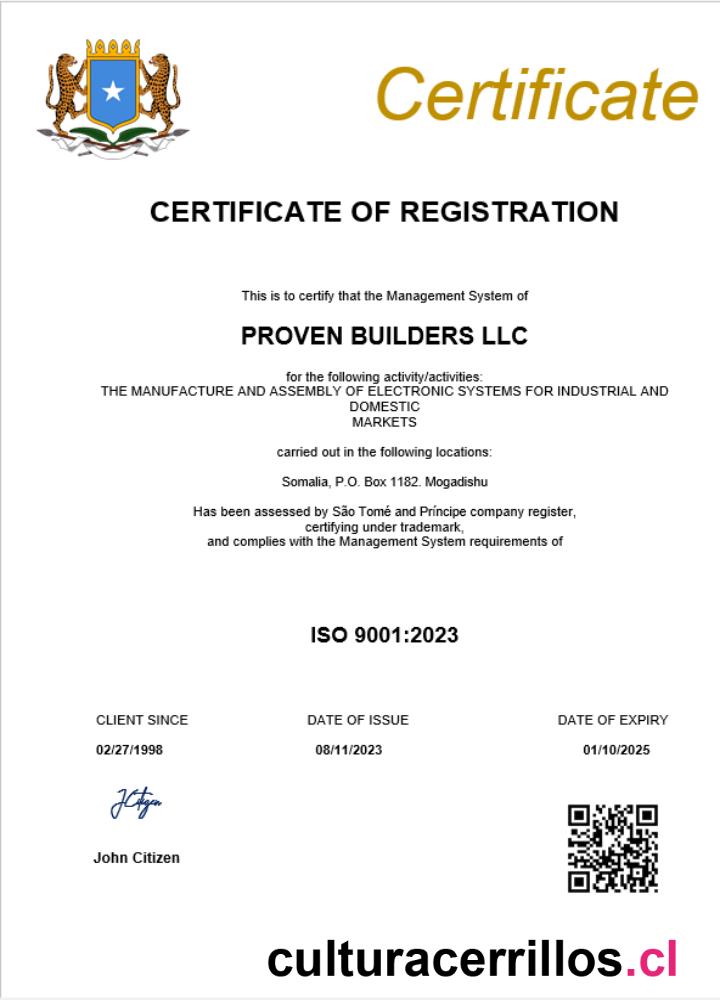 Certificate
CERTIFICATE OF REGISTRATION
This is to certify that the Management System of
PROVEN BUILDERS LLC
for the following activity/activities:
THE MANUFACTURE AND ASSEMBLY OF ELECTRONIC SYSTEMS FOR INDUSTRIAL AND
DOMESTIC
MARKETS
carried out in the following locations:
Somalia, P.O. Box 1182. Mogadishu
Has been assessed by São Tomé and Príncipe company register,
certifying under trademark,
and complies with the Management System requirements of
ISO 9001:2023
CLIENT SINCE DATE OF ISSUE DATE OF EXPIRY
02/27/1998 08/11/2023 01/10/2025
JCitizen
John Citizen
culturacerrillos.cl